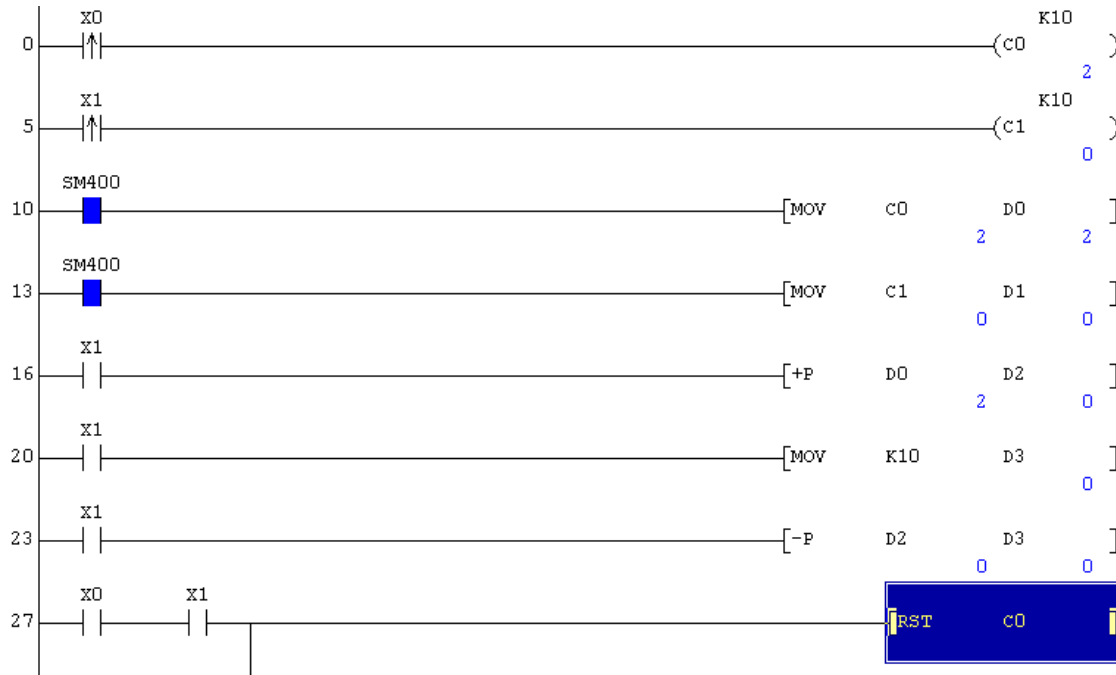 X0 K10
0 (C0 )
2
X1 K10
5 (C1 )
0
SM400
10 [MOV C0 D0 ]
2 2
SM400
13 [MOV C1 D1 ]
0 0
X1
16 [+P D0 D2 ]
2 0
X1
20 [MOV K10 D3 ]
0
X1
23 [-P D2 D3 ]
0 0
X0 X1
27 [RST C0 ]